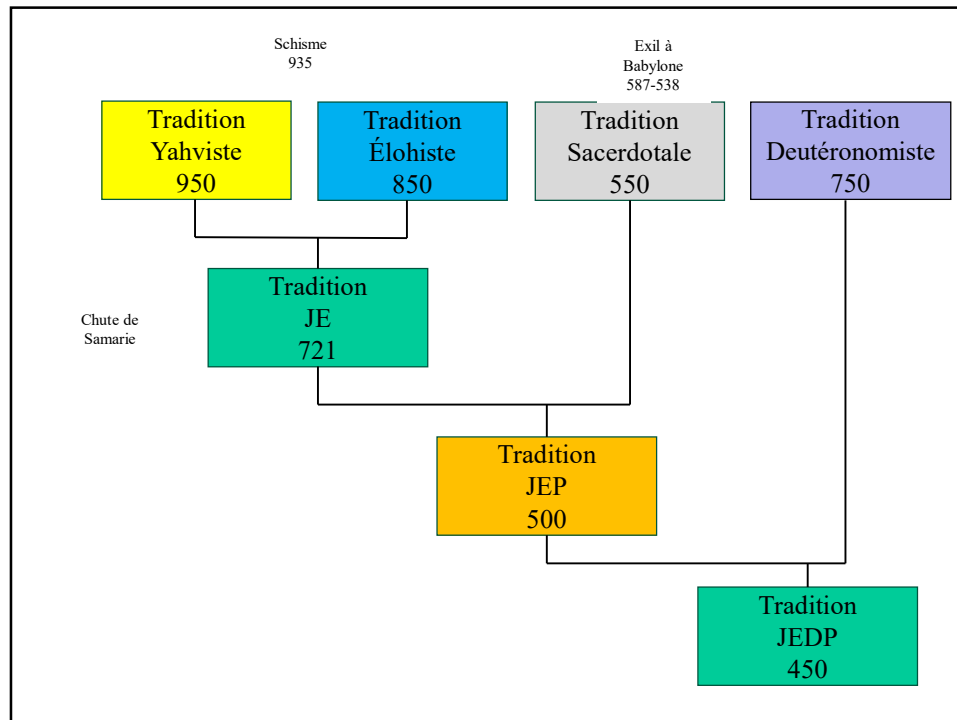 Schisme
935
Exil à
Babylone
587-538
Tradition
Yahviste
950
Tradition
Élohiste
850
Tradition
Sacerdotale
550
Tradition
Deutéronomiste
750
Tradition
JE
721
Chute de
Samarie
Tradition
JEP
500
Tradition
JEDP
450